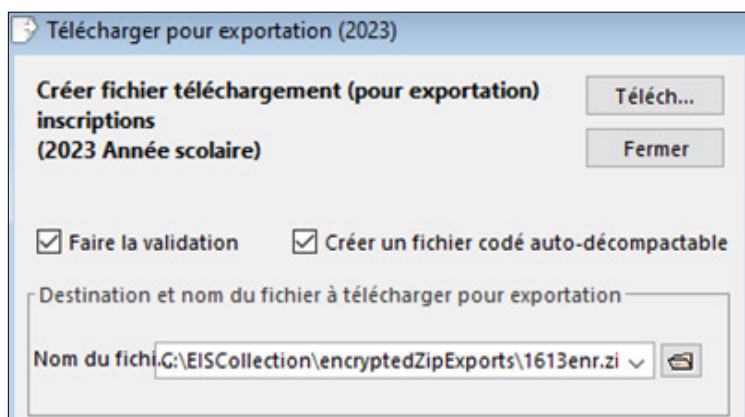 Télécharger pour exportation (2023)
Créer fichier téléchargement (pour exportation)
inscriptions
(2023 Année scolaire)
Téléch...
Fermer
Faire la validation
Créer un fichier codé auto-décompactable
Destination et nom du fichier à télécharger pour exportation
Nom du fichi... C:\EISCollection\encryptedZipExports\1613enr.zi